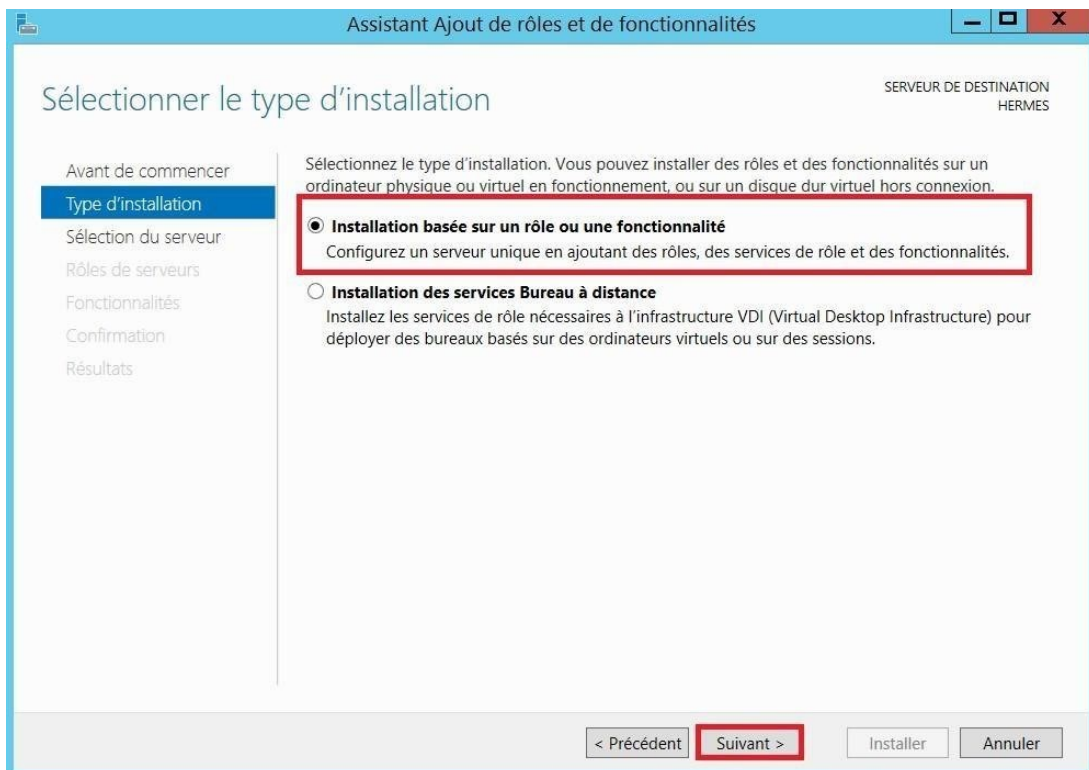 Assistant Ajout de rôles et de fonctionnalités
X
Sélectionner le type d'installation
SERVEUR DE DESTINATION
HERMES
Avant de commencer
Type d'installation
Sélection du serveur
Rôles de serveurs
Fonctionnalités
Confirmation
Résultats
Sélectionnez le type d'installation. Vous pouvez installer des rôles et des fonctionnalités sur un
ordinateur physique ou virtuel en fonctionnement, ou sur un disque dur virtuel hors connexion.
Installation basée sur un rôle ou une fonctionnalité
Configurez un serveur unique en ajoutant des rôles, des services de rôle et des fonctionnalités.
Installation des services Bureau à distance
Installez les services de rôle nécessaires à l'infrastructure VDI (Virtual Desktop Infrastructure) pour
déployer des bureaux basés sur des ordinateurs virtuels ou sur des sessions.
< Précédent Suivant > Installer Annuler